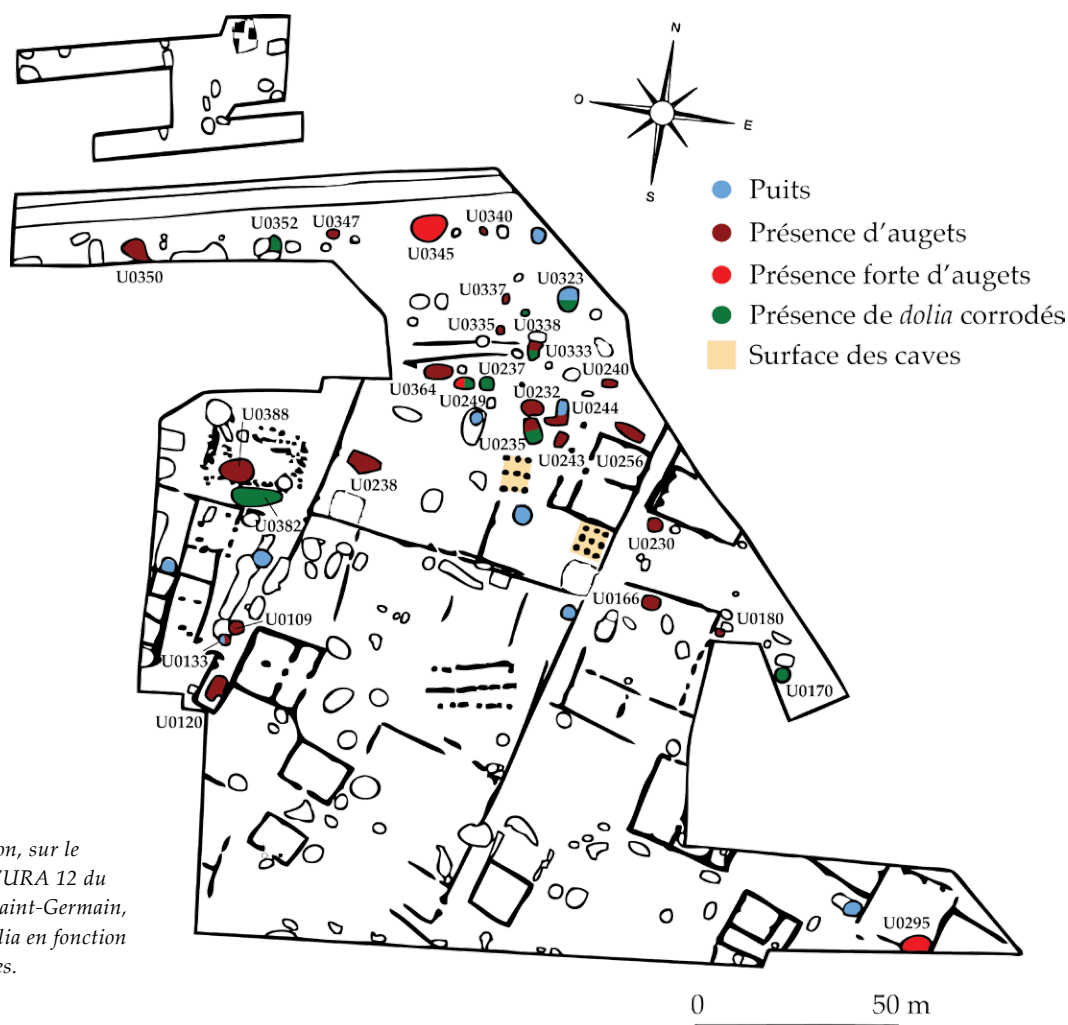 N
O
E
S
Puits
Présence d'augets
Présence forte d'augets
Présence de dolia corrodés
Surface des caves
U0352
U0347
U0340
U0350
U0345
U0323
U0337
U0335
U0338
U0333
U0237
U0240
U0364
U0232
U0249
U0244
U0388
U0235
U0243
U0256
U0238
U0382
U0230
U0166
U0109
U0180
U0133
U0170
U0120
on, sur le
/URA 12 du
aint-Germain,
lia en fonction
es.
U0295
0 50 m